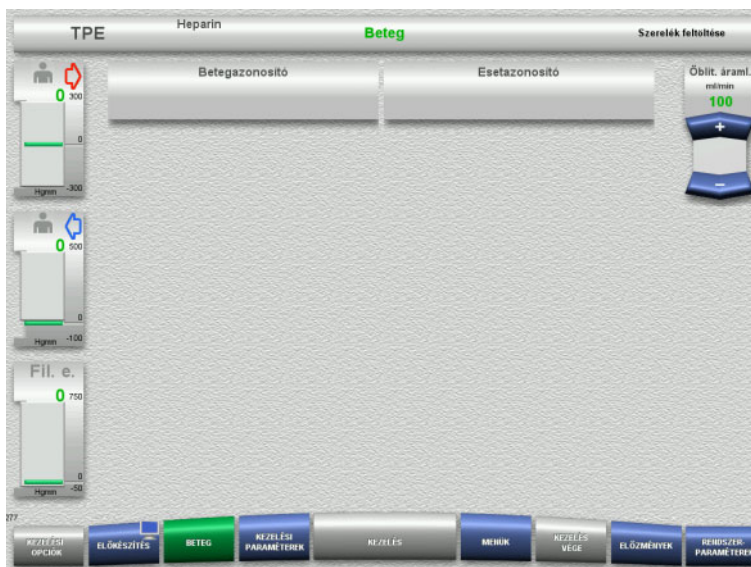 TPE
Heparin
Beteg
Szerelék feltöltése
0 300
0
-300
Hgmm
Betegazonosító
Esetazonosító
Öblít. áraml.
ml/min
100
+
−
0 500
0
-100
Hgmm
Fil. e.
0 750
0
-50
Hgmm
277
KEZELÉSI
OPCIÓK
ELŐKÉSZÍTÉS
BETEG
KEZELÉSI
PARAMÉTEREK
KEZELÉS
MENÜK
KEZELÉS
VÉGE
ELŐZMÉNYEK
RENDSZER-
PARAMÉTEREK